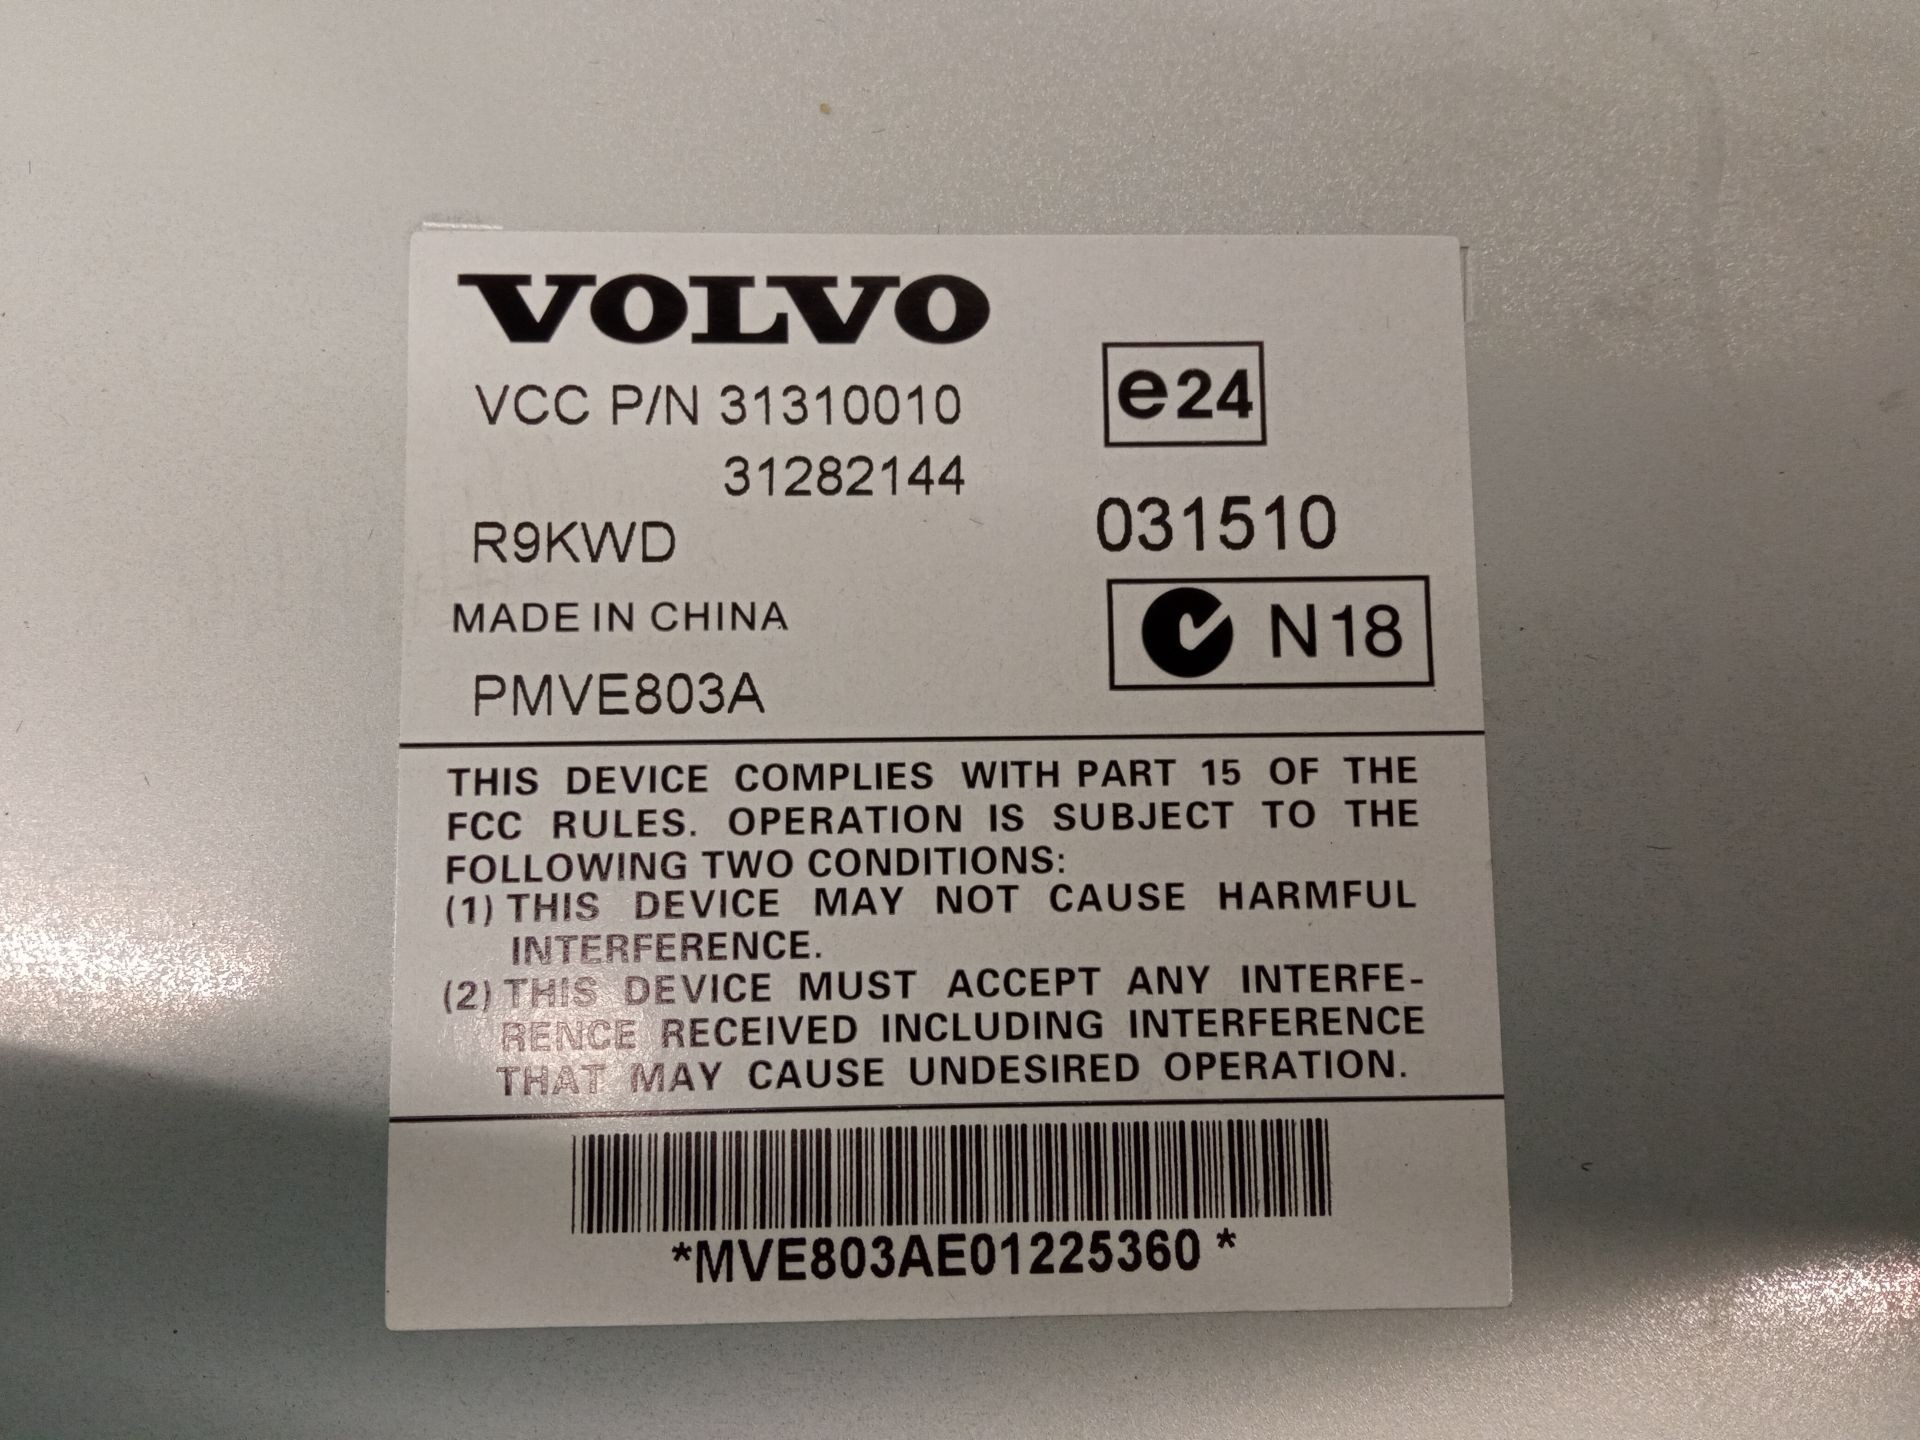 VOLVO
VCC P/N 31310010
31282144
R9KWD
MADE IN CHINA
PMVE803A
e24
031510
N18
THIS DEVICE COMPLIES WITH PART 15 OF THE
FCC RULES. OPERATION IS SUBJECT TO THE
FOLLOWING TWO CONDITIONS:
(1) THIS DEVICE MAY NOT CAUSE HARMFUL
INTERFERENCE.
(2) THIS DEVICE MUST ACCEPT ANY INTERFE-
RENCE RECEIVED INCLUDING INTERFERENCE
THAT MAY CAUSE UNDESIRED OPERATION.
*MVE803AE01225360 *